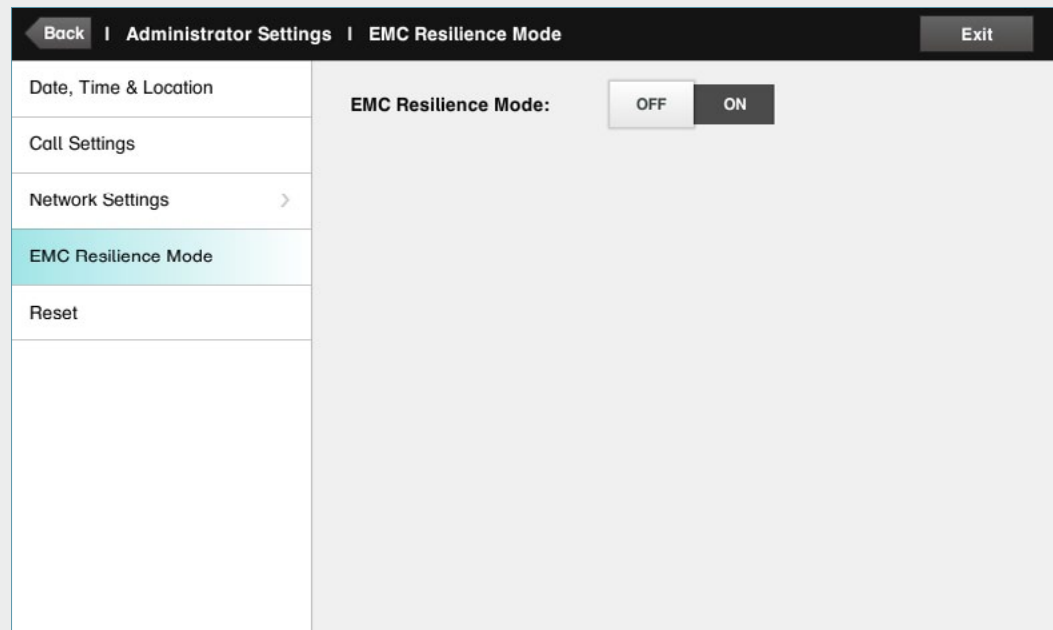 Back | Administrator Settings | EMC Resilience Mode Exit
Date, Time & Location
EMC Resilience Mode: OFF ON
Call Settings
Network Settings
EMC Resilience Mode
Reset